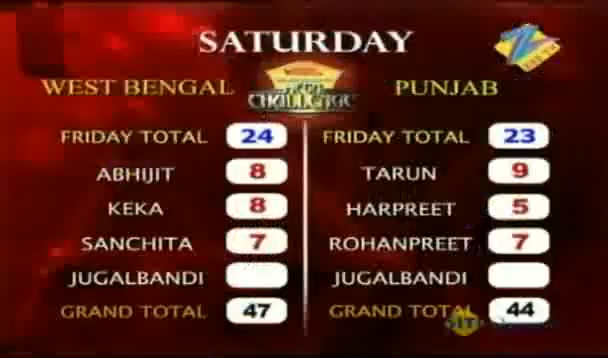 SATURDAY
WEST BENGAL CHALLENGE PUNJAB
FRIDAY TOTAL 24 FRIDAY TOTAL 23
ABHIJIT 8 TARUN 9
KEKA 8 HARPREET 5
SANCHITA 7 ROHANPREET 7
JUGALBANDI JUGALBANDI
GRAND TOTAL 47 GRAND TOTAL 44